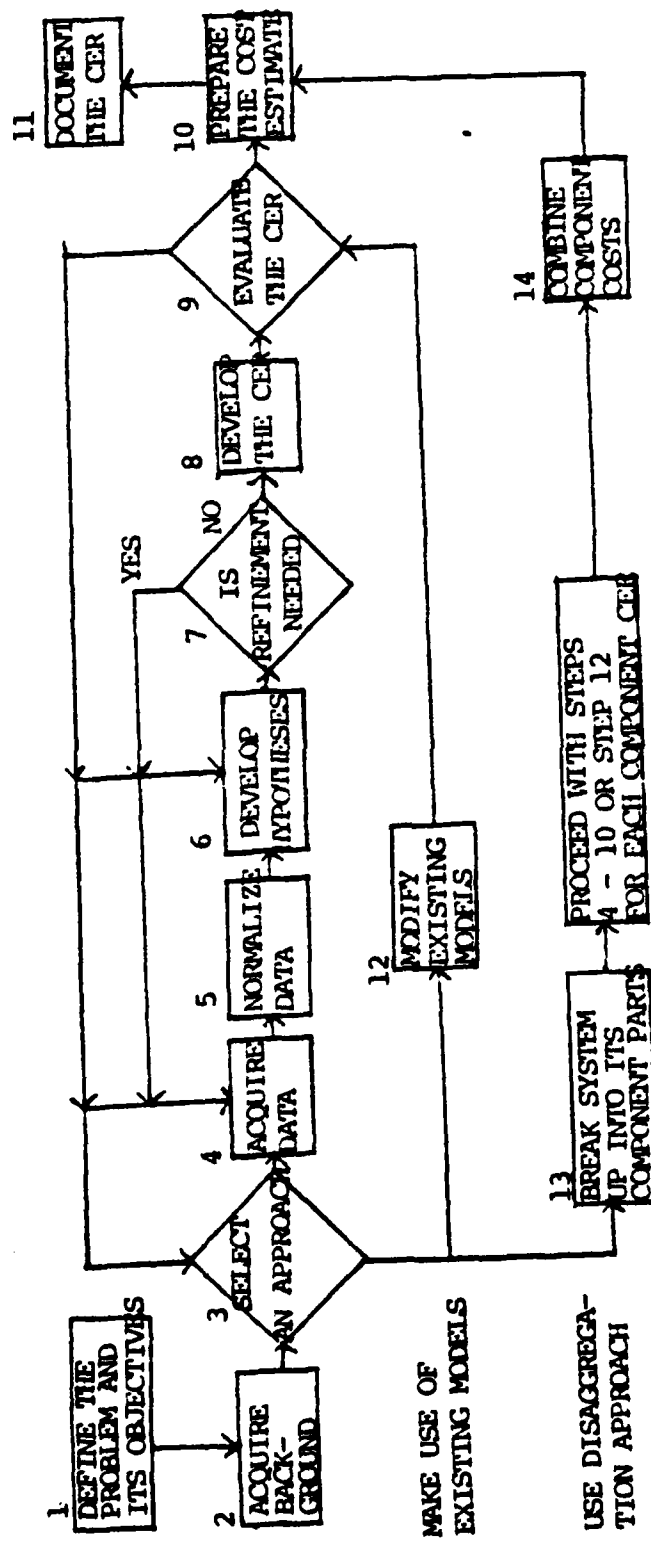 1
DEFINE THE
PROBLEM AND
ITS OBJECTIVES
2
ACQUIRE
BACK-
GROUND
3
SELECT
AN APPROACH
4
ACQUIRE
DATA
5
NORMALIZE
DATA
6
DEVELOP
HYPOTHESES
7
IS
REFINEMENT
NEEDED
YES
NO
8
DEVELOP
THE CER
9
EVALUATE
THE CER
10
PREPARE
THE COST
ESTIMATE
11
DOCUMENT
THE CER
MAKE USE OF
EXISTING MODELS
12
MODIFY
EXISTING
MODELS
USE DISAGGREGA-
TION APPROACH
13
BREAK SYSTEM
UP INTO ITS
COMPONENT PARTS
PROCEED WITH STEPS
4 - 10 OR STEP 12
FOR EACH COMPONENT CER
14
COMBINE
COMPONENT
COSTS